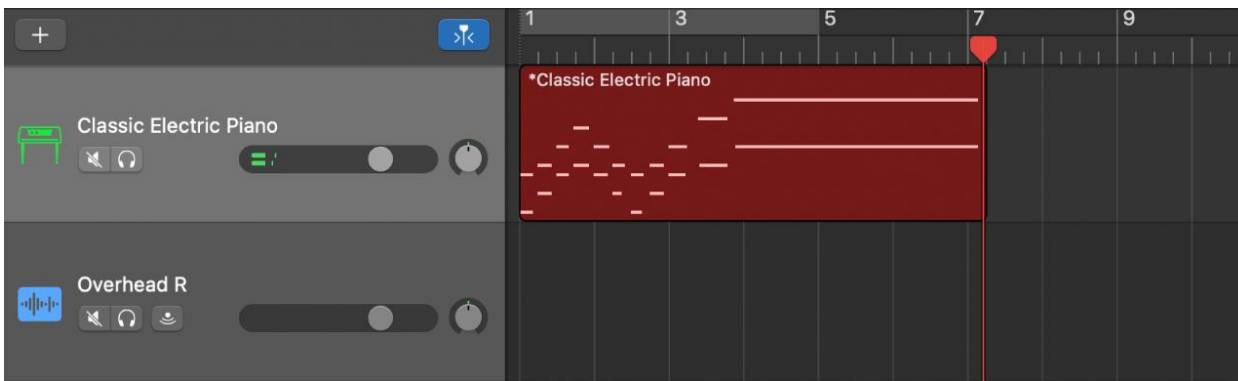 1 3 5 7 9
*Classic Electric Piano
Classic Electric Piano
Overhead R